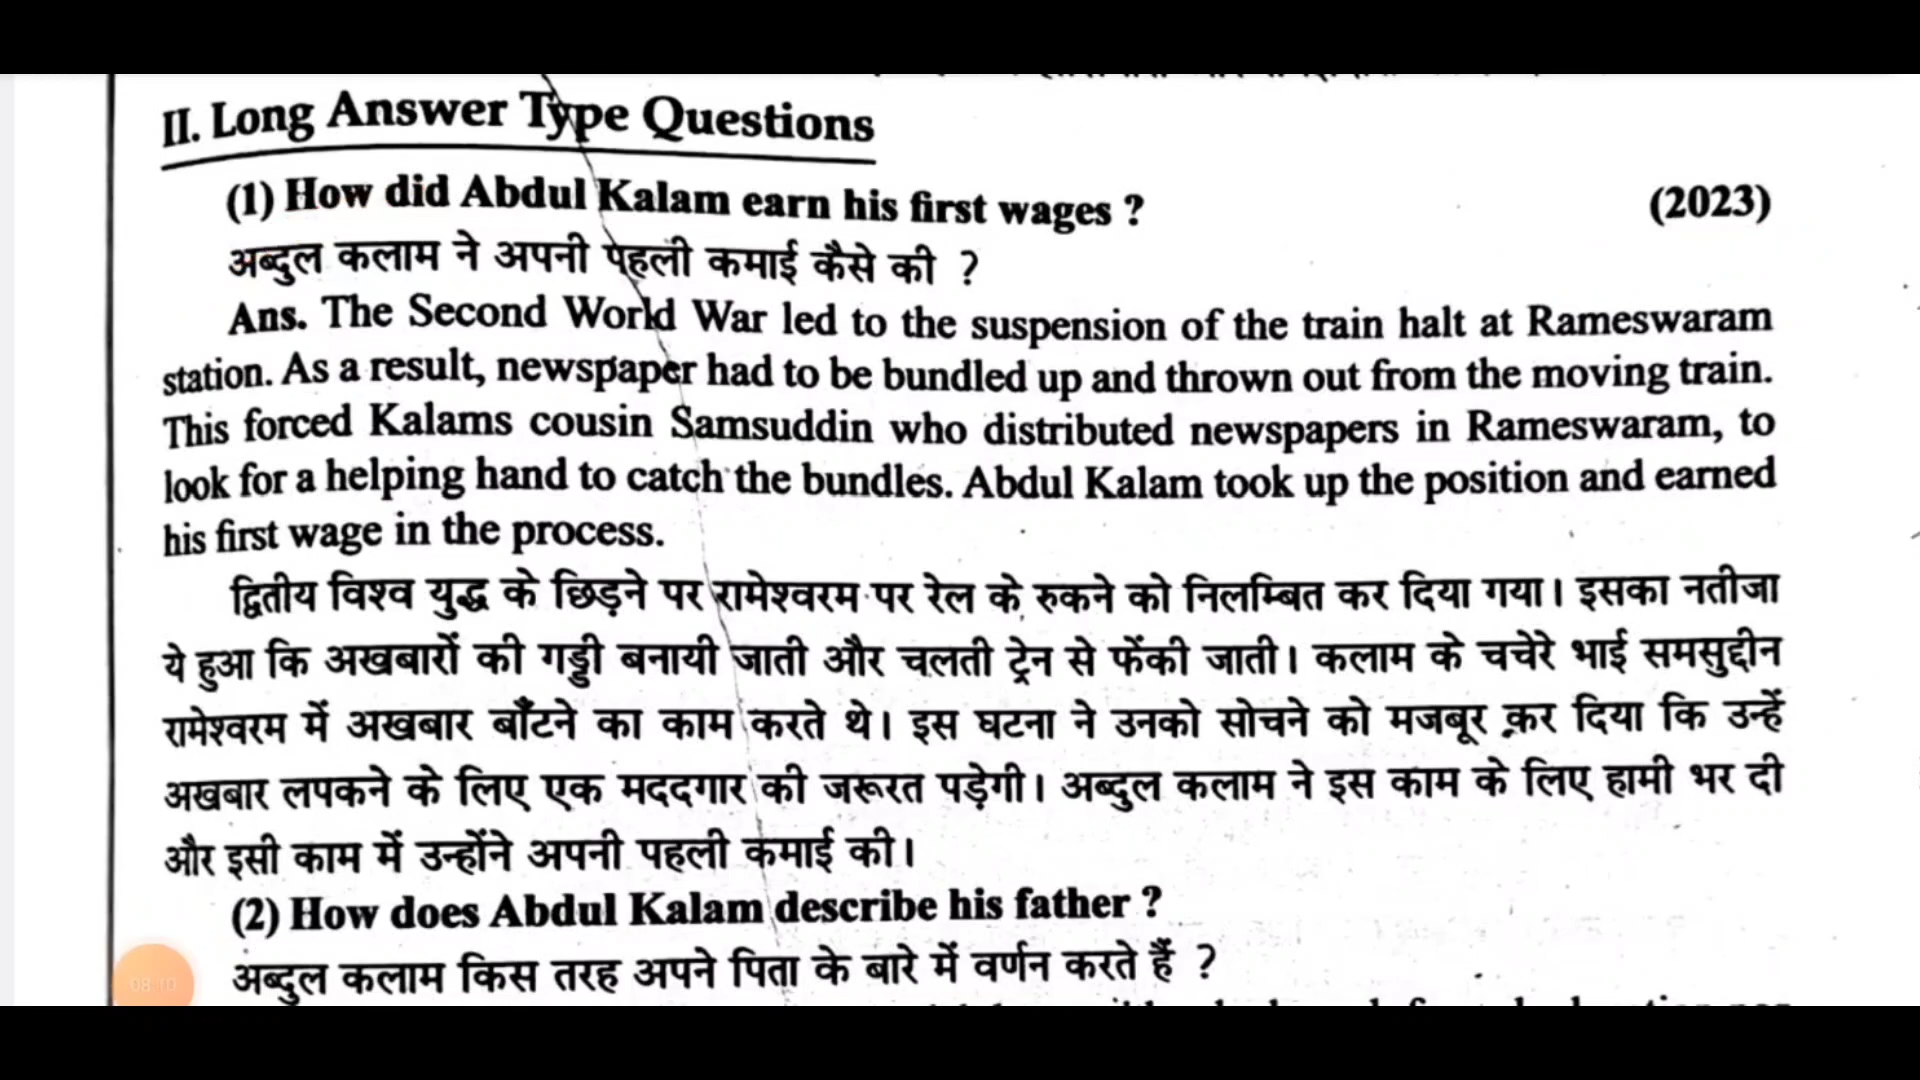 II. Long Answer Type Questions
(1) How did Abdul Kalam earn his first wages ? (2023)
अब्दुल कलाम ने अपनी पहली कमाई कैसे की ?
Ans. The Second World War led to the suspension of the train halt at Rameswaram
station. As a result, newspaper had to be bundled up and thrown out from the moving train.
This forced Kalams cousin Samsuddin who distributed newspapers in Rameswaram, to
look for a helping hand to catch the bundles. Abdul Kalam took up the position and earned
his first wage in the process.
द्वितीय विश्व युद्ध के छिड़ने पर रामेश्वरम पर रेल के रुकने को निलम्बित कर दिया गया। इसका नतीजा
ये हुआ कि अखबारों की गड्डी बनायी जाती और चलती ट्रेन से फेंकी जाती। कलाम के चचेरे भाई समसुद्दीन
रामेश्वरम में अखबार बाँटने का काम करते थे। इस घटना ने उनको सोचने को मजबूर कर दिया कि उन्हें
अखबार लपकने के लिए एक मददगार की जरूरत पड़ेगी। अब्दुल कलाम ने इस काम के लिए हामी भर दी
और इसी काम में उन्होंने अपनी पहली कमाई की।
(2) How does Abdul Kalam describe his father ?
अब्दुल कलाम किस तरह अपने पिता के बारे में वर्णन करते हैं ?
08:10